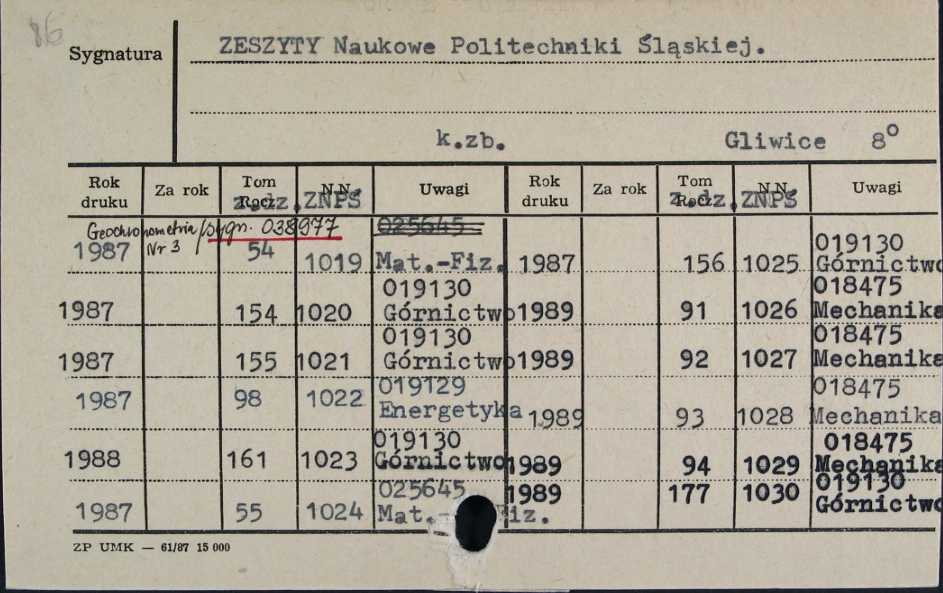 86
Sygnatura
ZESZYTY Naukowe Politechniki Śląskiej.
k.zb. Gliwice 8°
Rok druku Za rok Tom z.dz. N.N. ZNPS Uwagi Rok druku Za rok Tom z.dz. N.N. ZNPS Uwagi
Geochronometria /sygn. 038977 025645
Nr 3
1987 54 1019 Mat.-Fiz. 1987 156 1025 019130 Górnictwo
1987 154 1020 019130 Górnictwo 1989 91 1026 018475 Mechanika
1987 155 1021 019130 Górnictwo 1989 92 1027 018475 Mechanika
1987 98 1022 019129 Energetyka 1989 93 1028 018475 Mechanika
1988 161 1023 019130 Górnictwo 1989 94 1029 018475 Mechanika
1987 55 1024 025645 Mat.-Fiz. 1989 177 1030 019130 Górnictwo
ZP UMK — 61/87 15 000